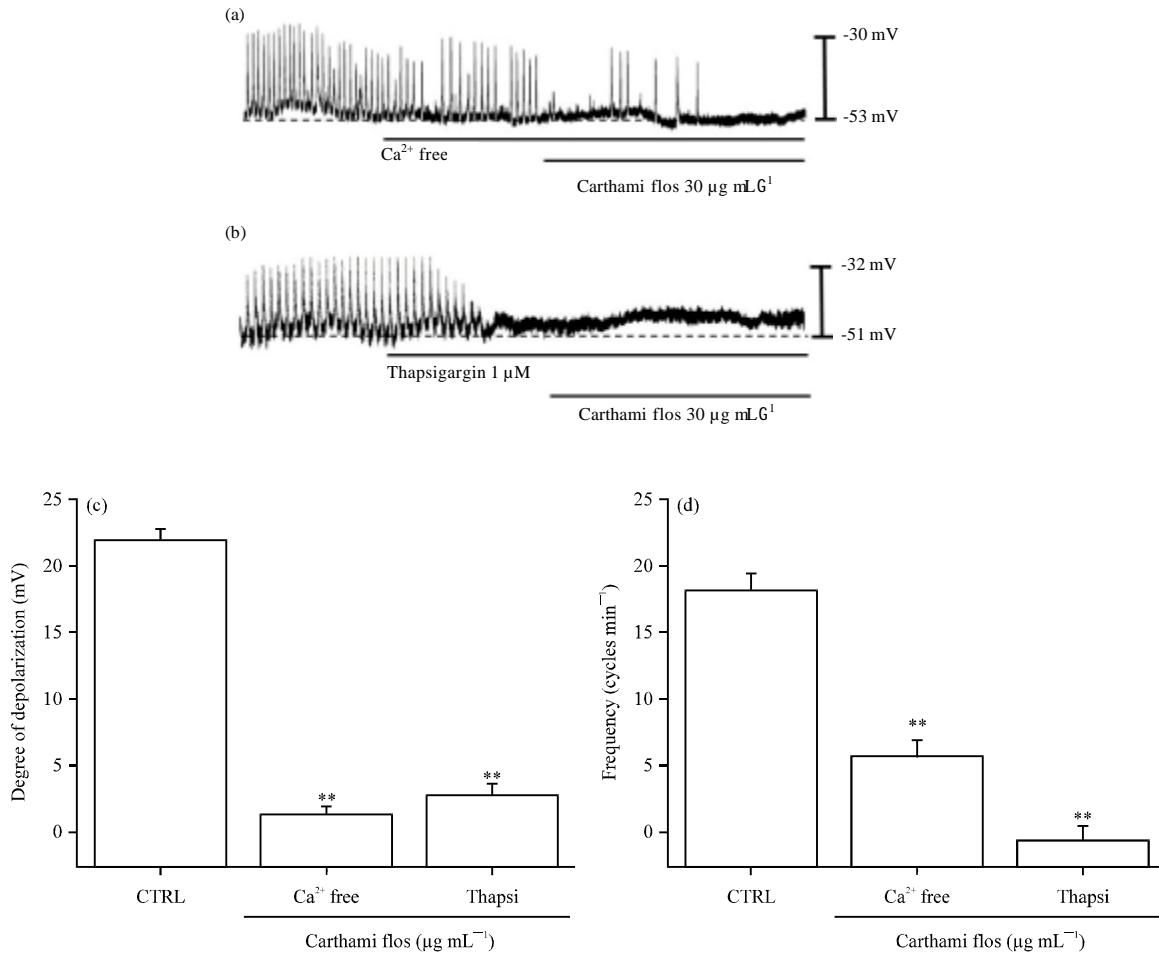 (a)
-30 mV
-53 mV
Ca²⁺ free
Carthami flos 30 µg mLG¹
(b)
-32 mV
-51 mV
Thapsigargin 1 µM
Carthami flos 30 µg mLG¹
(c)
Degree of depolarization (mV)
25
20
15
10
5
0
**
**
CTRL
Ca²⁺ free
Thapsi
Carthami flos (µg mL⁻¹)
(d)
Frequency (cycles min⁻¹)
25
20
15
10
5
0
**
**
CTRL
Ca²⁺ free
Thapsi
Carthami flos (µg mL⁻¹)